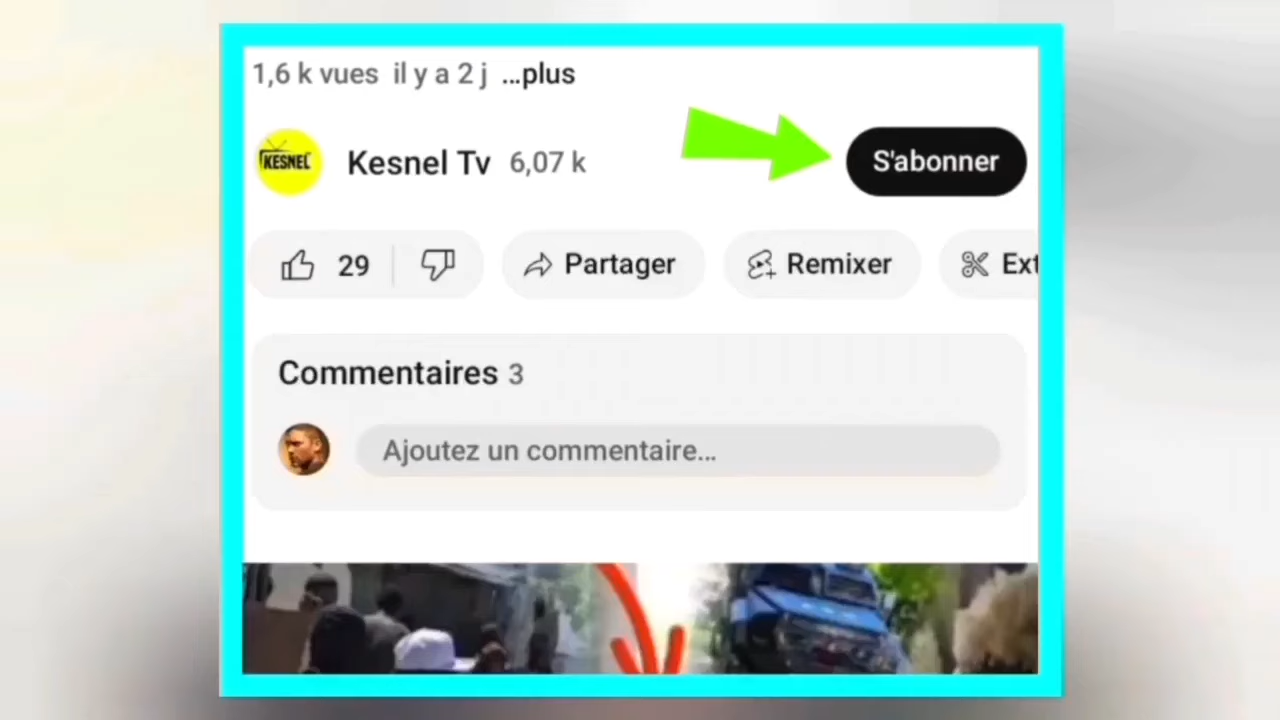 1,6 k vues il y a 2 j ...plus
KESNEL
Kesnel Tv 6,07 k
S'abonner
29
Partager
Remixer
Ext
Commentaires 3
Ajoutez un commentaire...